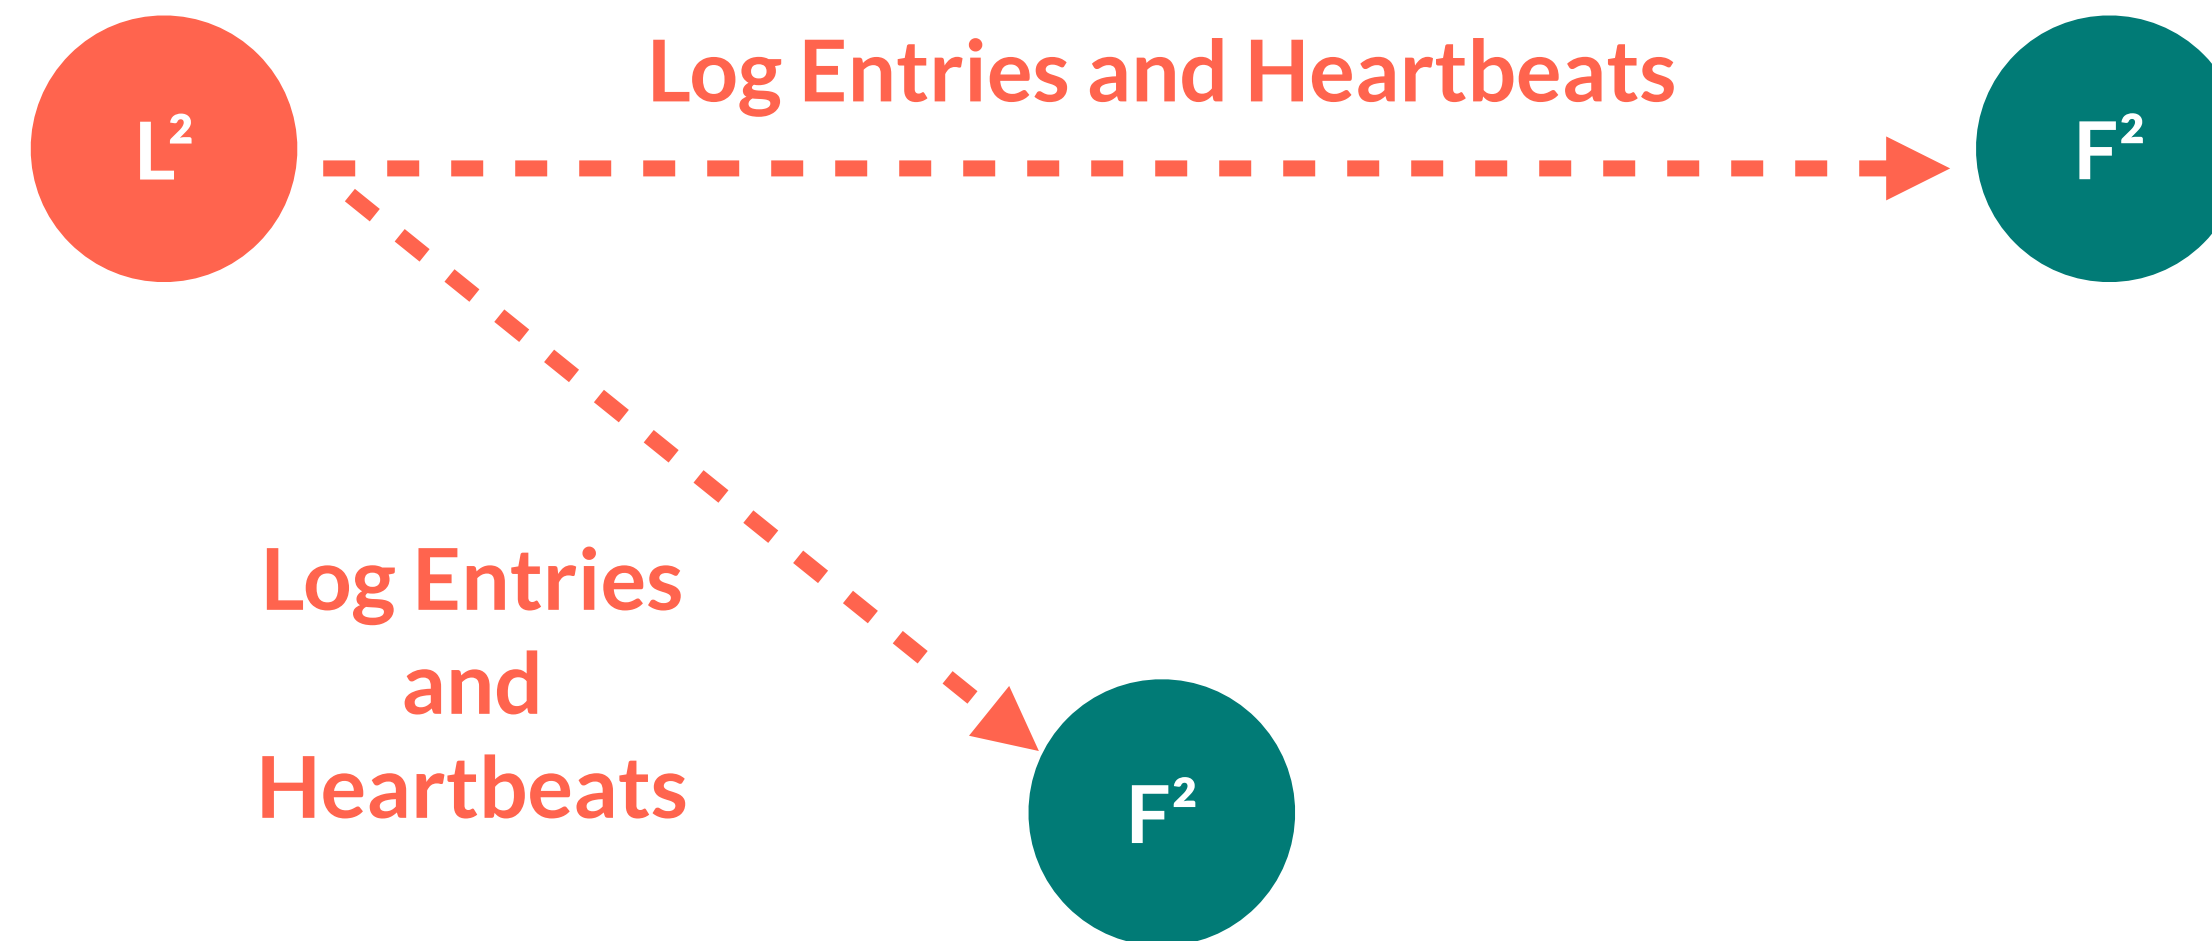 Log Entries and Heartbeats
L²
F²
Log Entries
and
Heartbeats
F²